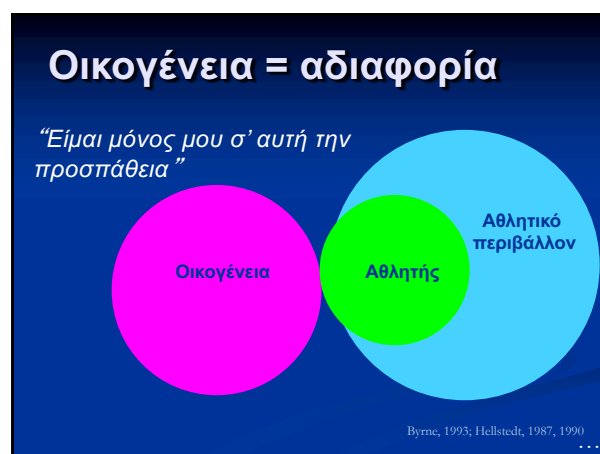 Οικογένεια = αδιαφορία
“Είμαι μόνος μου σ’ αυτή την
προσπάθεια”
Αθλητικό
περιβάλλον
Οικογένεια
Αθλητής
Byrne, 1993; Hellstedt, 1987, 1990
…